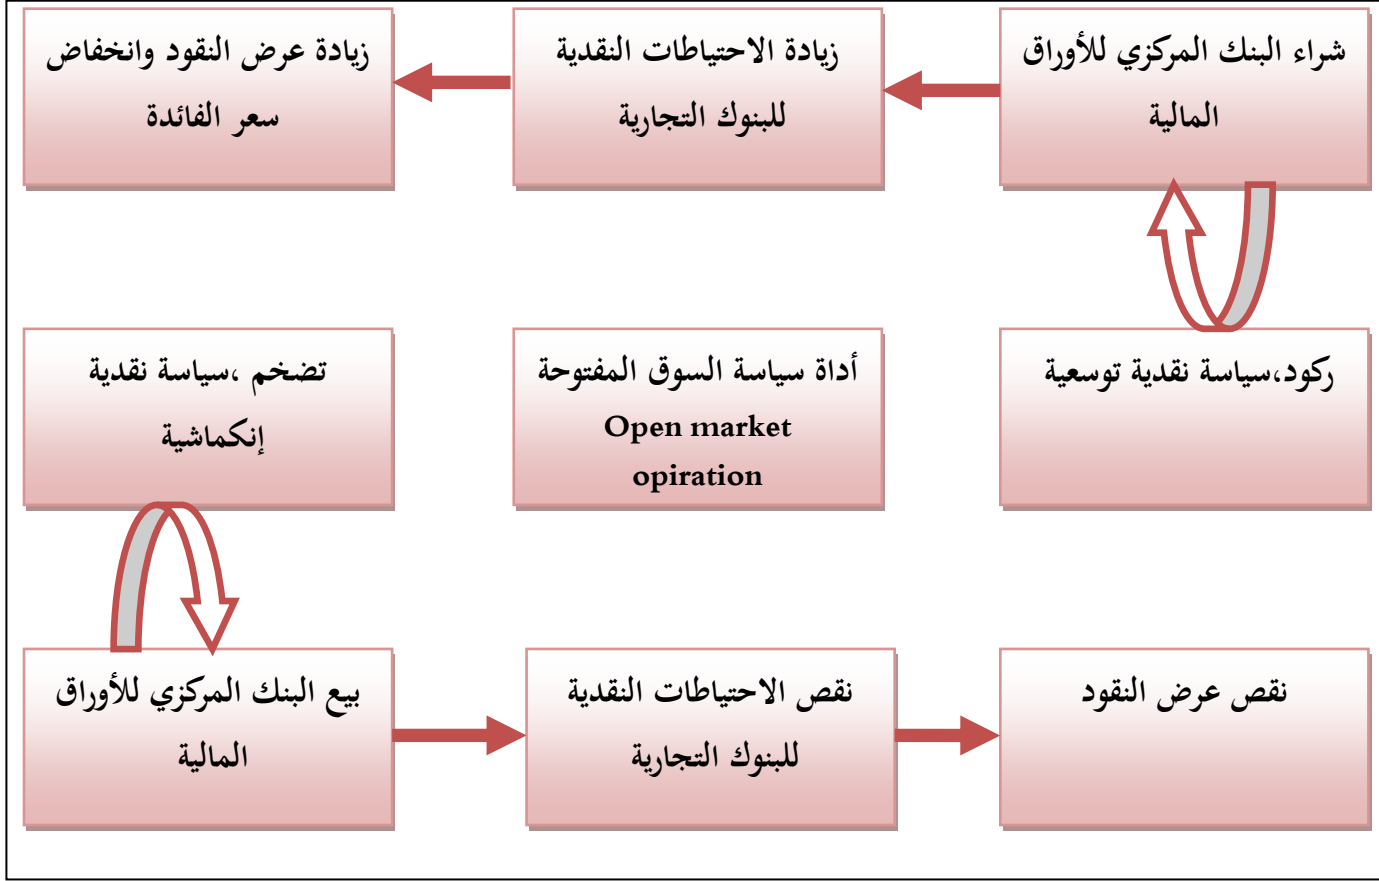 شراء البنك المركزي للأوراق
المالية
زيادة الاحتياطات النقدية
للبنوك التجارية
زيادة عرض النقود وانخفاض
سعر الفائدة
ركود،سياسة نقدية توسعية
أداة سياسة السوق المفتوحة
Open market
opiration
تضخم ،سياسة نقدية
إنكماشية
بيع البنك المركزي للأوراق
المالية
نقص الاحتياطات النقدية
للبنوك التجارية
نقص عرض النقود